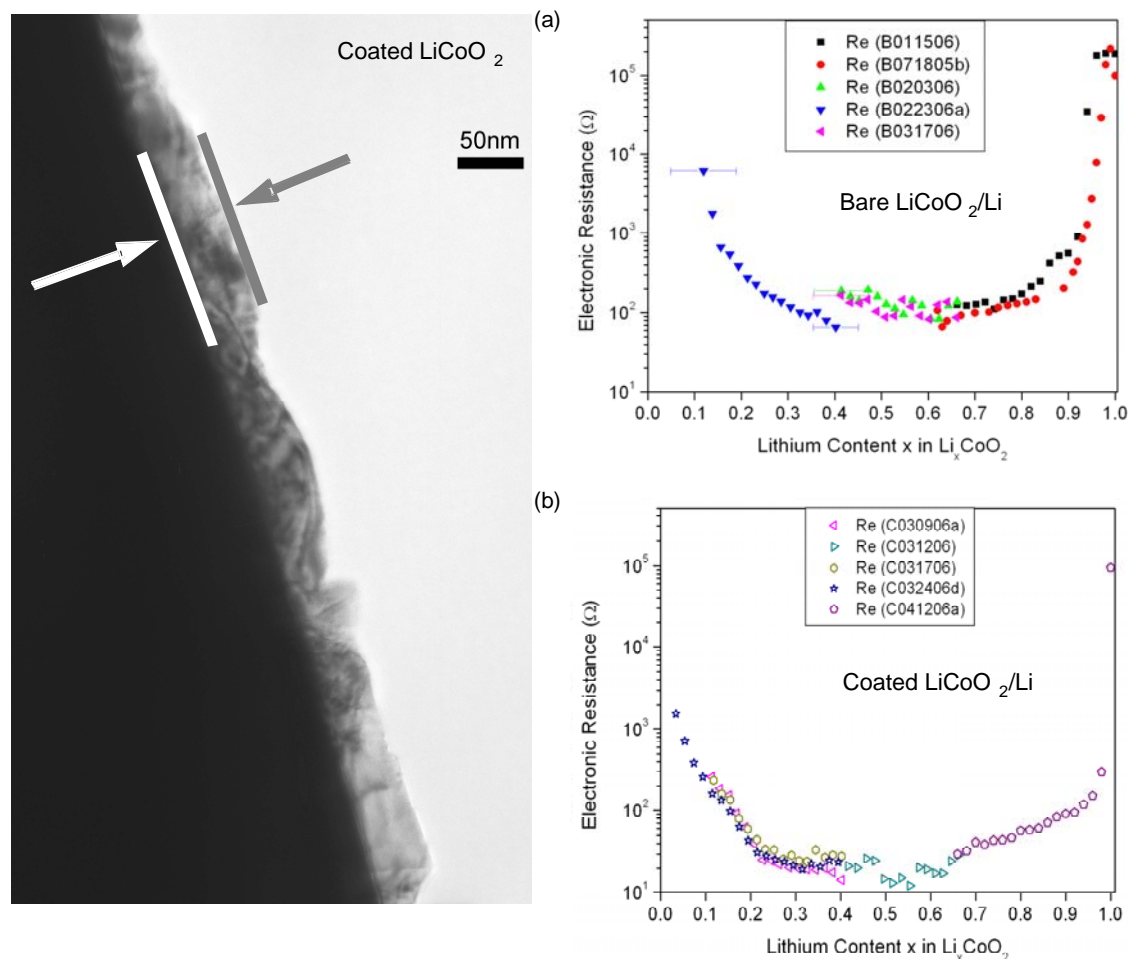 Coated LiCoO 2
50nm
(a)
Re (B011506)
Re (B071805b)
Re (B020306)
Re (B022306a)
Re (B031706)
Bare LiCoO 2/Li
Electronic Resistance (Ω)
10^5
10^4
10^3
10^2
10^1
0.0 0.1 0.2 0.3 0.4 0.5 0.6 0.7 0.8 0.9 1.0
Lithium Content x in LixCoO2
(b)
Re (C030906a)
Re (C031206)
Re (C031706)
Re (C032406d)
Re (C041206a)
Coated LiCoO 2/Li
Electronic Resistance (Ω)
10^5
10^4
10^3
10^2
10^1
0.0 0.1 0.2 0.3 0.4 0.5 0.6 0.7 0.8 0.9 1.0
Lithium Content x in LixCoO2